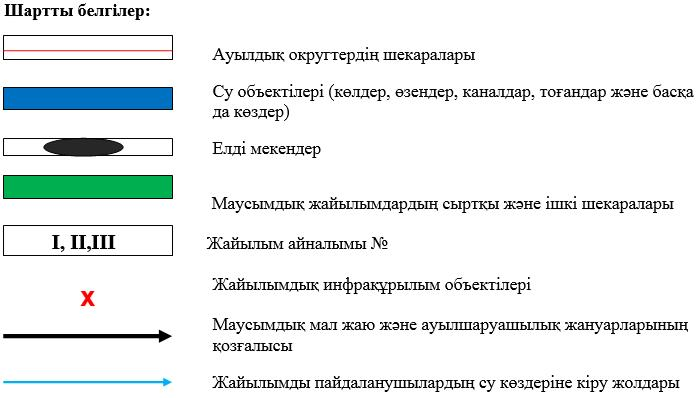 Шартты белгілер:
Ауылдық округтердің шекаралары
Су объектілері (көлдер, өзендер, каналдар, тоғандар және басқа
да көздер)
Елді мекендер
Маусымдық жайылымдардың сыртқы және ішкі шекаралары
I, II,III
Жайылым айналымы №
Жайылымдық инфрақұрылым объектілері
X
Маусымдық мал жаю және ауылшаруашылық жануарларының
қозғалысы
Жайылымды пайдаланушылардың су көздеріне кіру жолдары